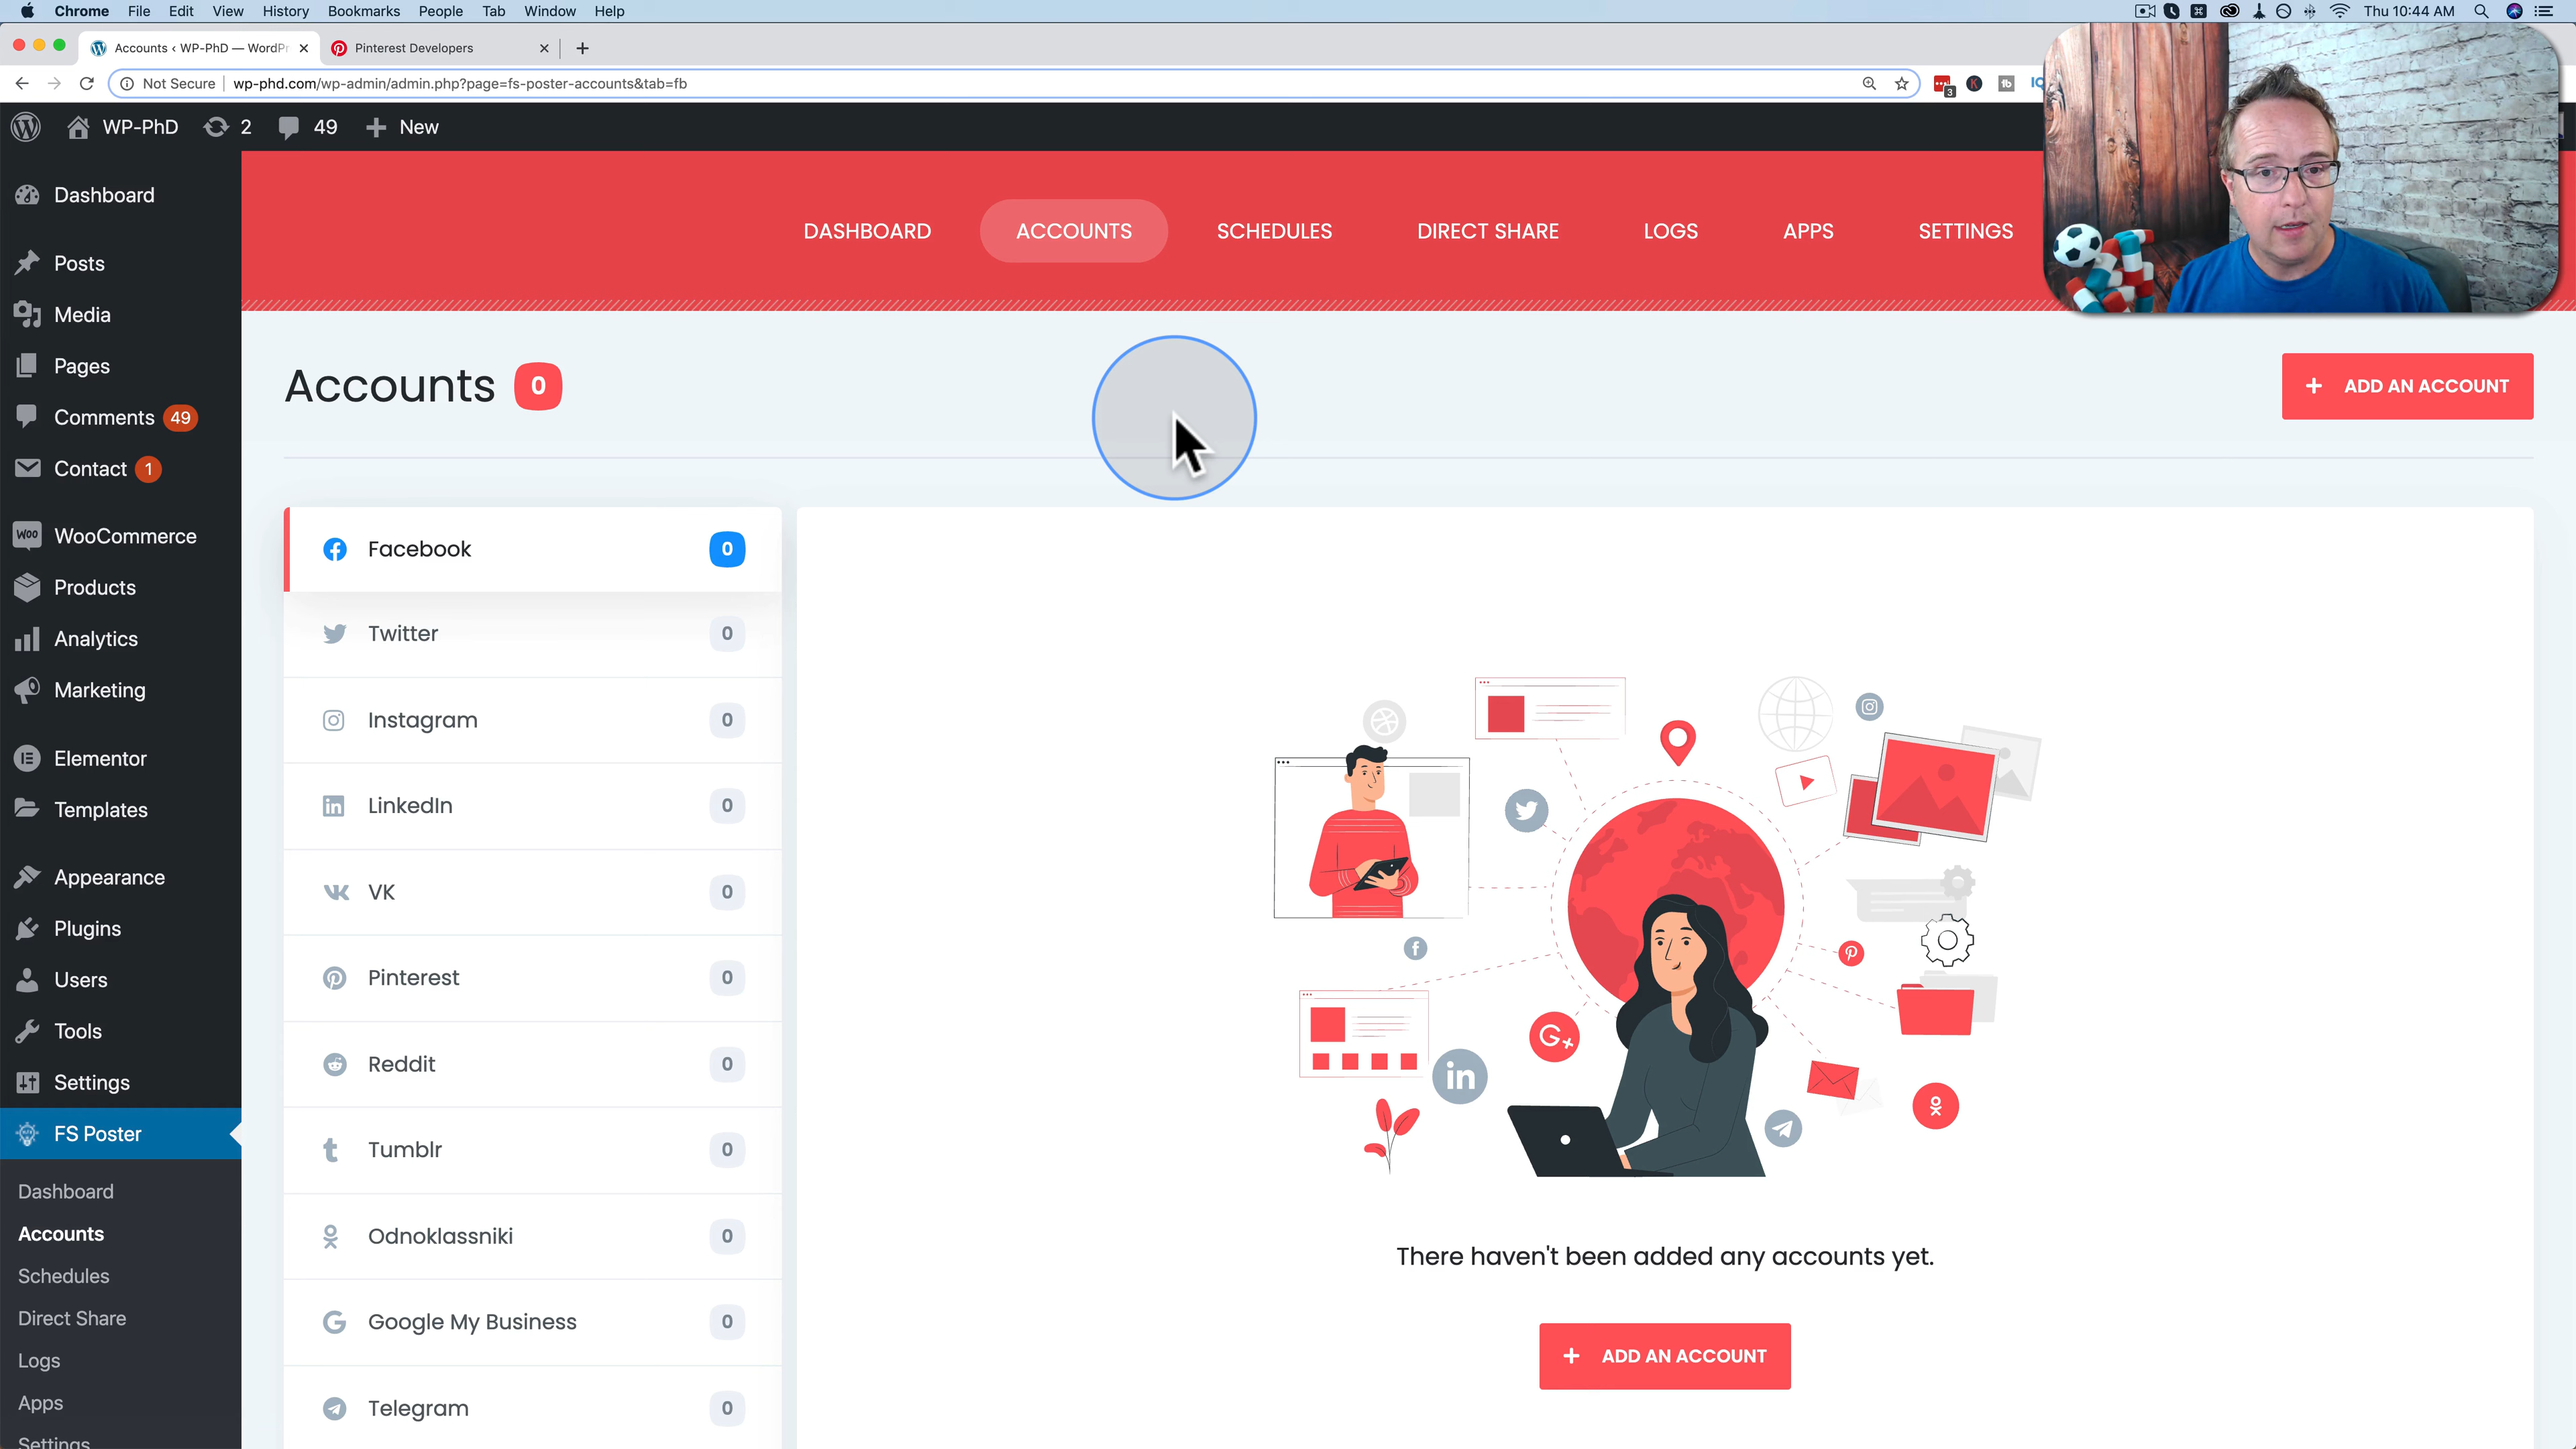 Chrome File Edit View History Bookmarks People Tab Window Help Thu 10:44 AM
Accounts ‹ WP-PhD — WordPr Pinterest Developers
Not Secure wp-phd.com/wp-admin/admin.php?page=fs-poster-accounts&tab=fb 3
WP-PhD 2 49 New
DASHBOARD ACCOUNTS SCHEDULES DIRECT SHARE LOGS APPS SETTINGS
Dashboard
Posts
Media
Pages
Comments 49
Contact 1
WooCommerce
Products
Analytics
Marketing
Elementor
Templates
Appearance
Plugins
Users
Tools
Settings
FS Poster
Dashboard
Accounts
Schedules
Direct Share
Logs
Apps
Settings
Accounts 0
+ ADD AN ACCOUNT
Facebook 0
Twitter 0
Instagram 0
LinkedIn 0
VK 0
Pinterest 0
Reddit 0
Tumblr 0
Odnoklassniki 0
Google My Business 0
Telegram 0
There haven't been added any accounts yet.
+ ADD AN ACCOUNT